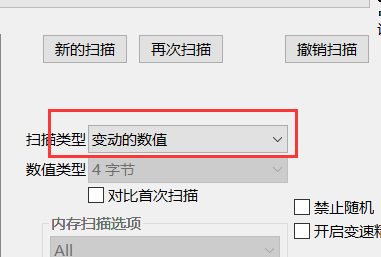 新的扫描 再次扫描 撤销扫描
扫描类型 变动的数值
数值类型 4 字节
对比首次扫描
禁止随机
内存扫描选项
开启变速精
All